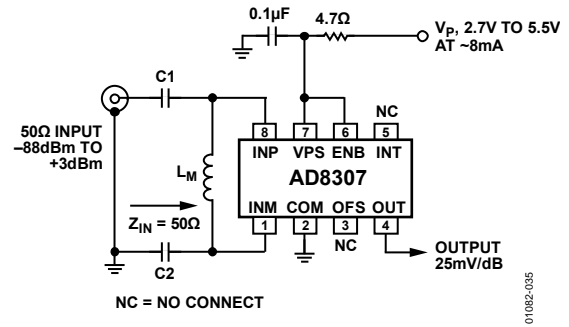 0.1µF
4.7Ω
V_P, 2.7V TO 5.5V
AT ~8mA
C1
50Ω INPUT
–88dBm TO
+3dBm
NC
8
7
6
5
INP
VPS
ENB
INT
L_M
AD8307
Z_IN = 50Ω
INM
COM
OFS
OUT
1
2
3
4
NC
C2
OUTPUT
25mV/dB
NC = NO CONNECT
01082-035